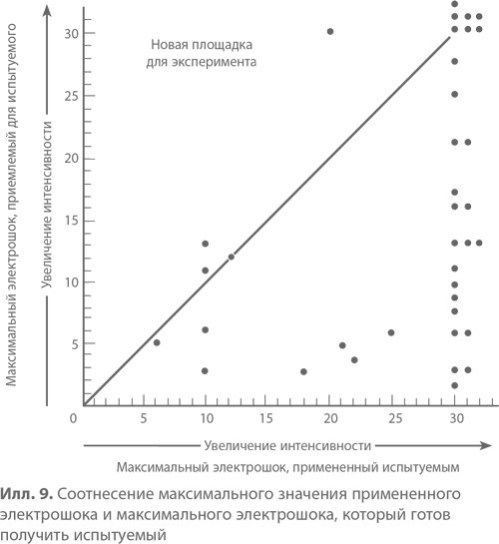 Максимальный электрошок, приемлемый для испытуемого
Увеличение интенсивности
Новая площадка
для эксперимента
30
25
20
15
10
5
0
5
10
15
20
25
30
Увеличение интенсивности
Максимальный электрошок, примененный испытуемым
Илл. 9. Соотнесение максимального значения примененного
электрошока и максимального электрошока, который готов
получить испытуемый